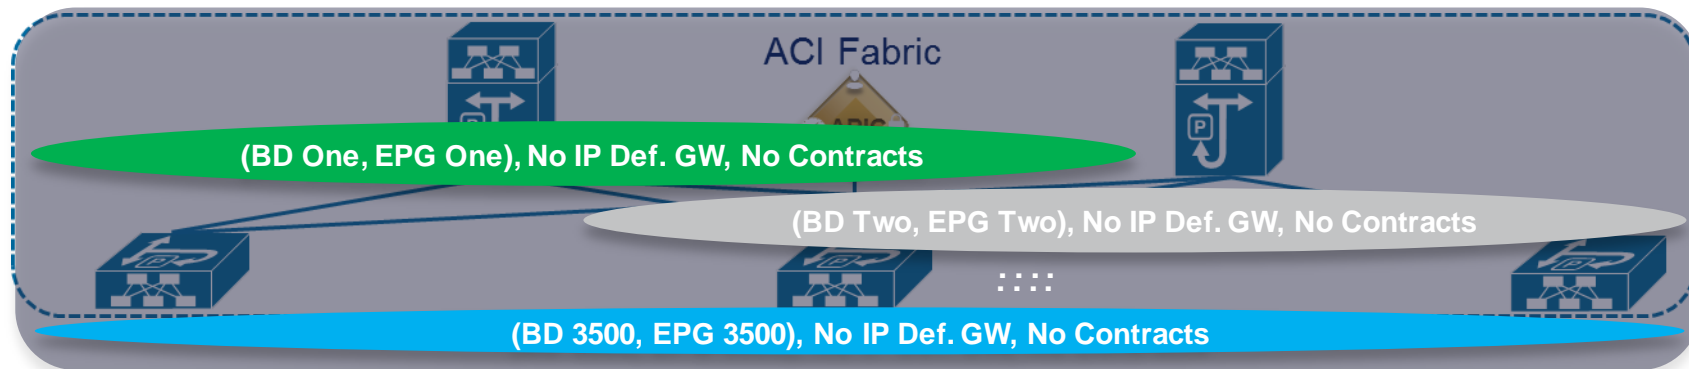 ACI Fabric
APIC
(BD One, EPG One), No IP Def. GW, No Contracts
(BD Two, EPG Two), No IP Def. GW, No Contracts
::::
(BD 3500, EPG 3500), No IP Def. GW, No Contracts